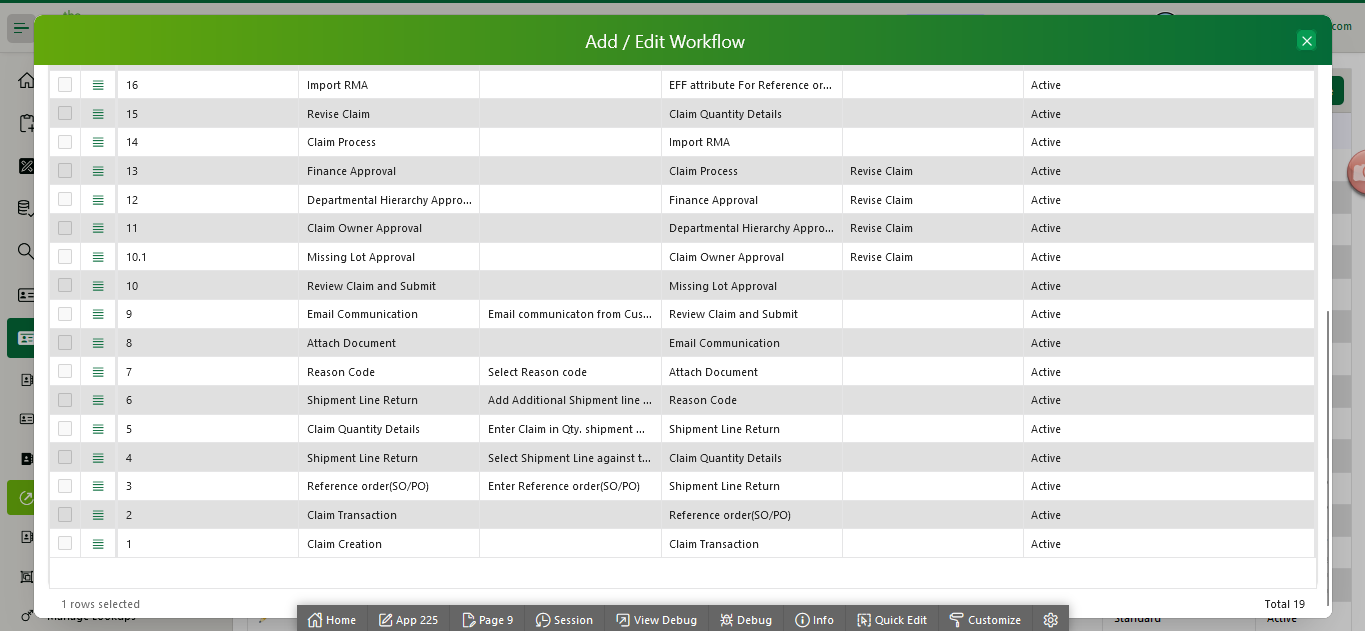 the
Add / Edit Workflow
.com
16 Import RMA EFF attribute For Reference or... Active
15 Revise Claim Claim Quantity Details Active
14 Claim Process Import RMA Active
13 Finance Approval Claim Process Revise Claim Active
12 Departmental Hierarchy Appro... Finance Approval Revise Claim Active
11 Claim Owner Approval Departmental Hierarchy Appro... Revise Claim Active
10.1 Missing Lot Approval Claim Owner Approval Revise Claim Active
10 Review Claim and Submit Missing Lot Approval Active
9 Email Communication Email communicaton from Cus... Review Claim and Submit Active
8 Attach Document Email Communication Active
7 Reason Code Select Reason code Attach Document Active
6 Shipment Line Return Add Additional Shipment line ... Reason Code Active
5 Claim Quantity Details Enter Claim in Qty. shipment ... Shipment Line Return Active
4 Shipment Line Return Select Shipment Line against t... Claim Quantity Details Active
3 Reference order(SO/PO) Enter Reference order(SO/PO) Shipment Line Return Active
2 Claim Transaction Reference order(SO/PO) Active
1 Claim Creation Claim Transaction Active
1 rows selected Total 19
Manage Lookups Standard Active
Home App 225 Page 9 Session View Debug Debug Info Quick Edit Customize